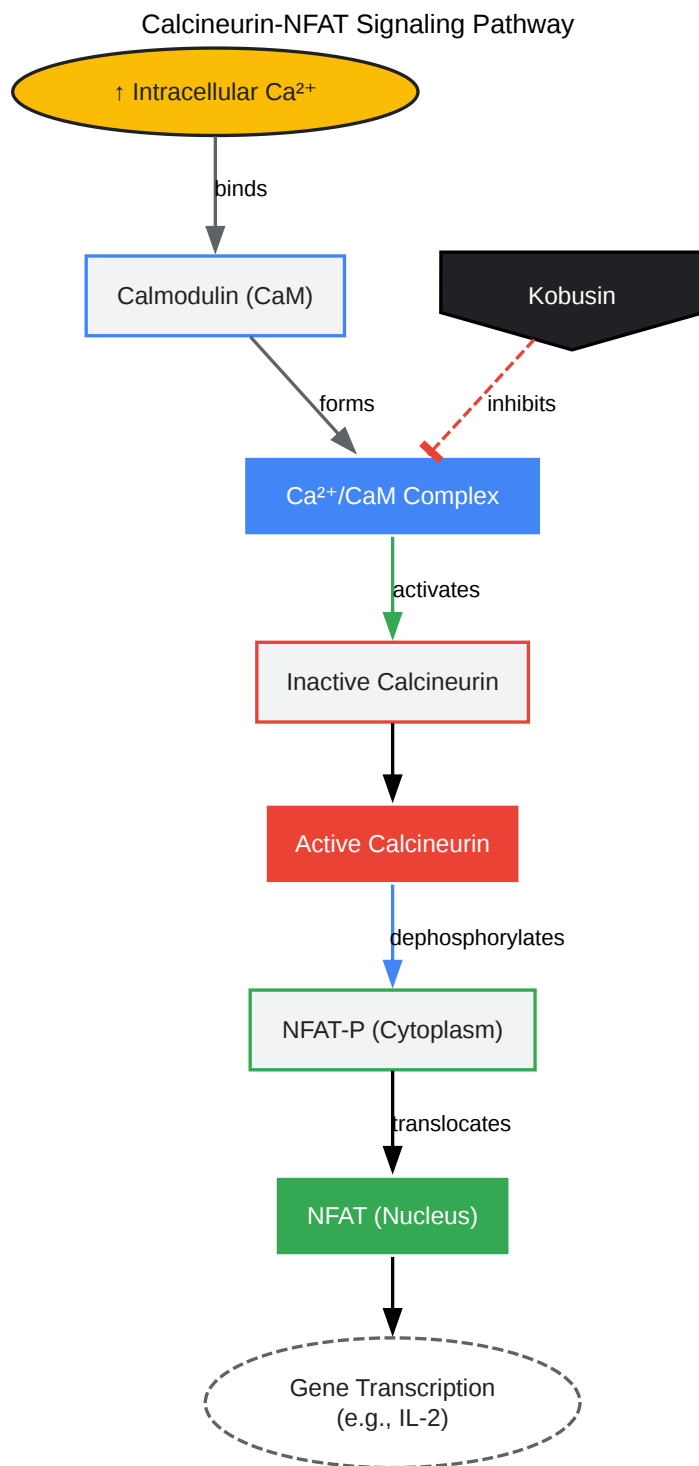 Calcineurin-NFAT Signaling Pathway
↑ Intracellular Ca²⁺
binds
Calmodulin (CaM)
Kobusin
forms
inhibits
Ca²⁺/CaM Complex
activates
Inactive Calcineurin
Active Calcineurin
dephosphorylates
NFAT-P (Cytoplasm)
translocates
NFAT (Nucleus)
Gene Transcription
(e.g., IL-2)